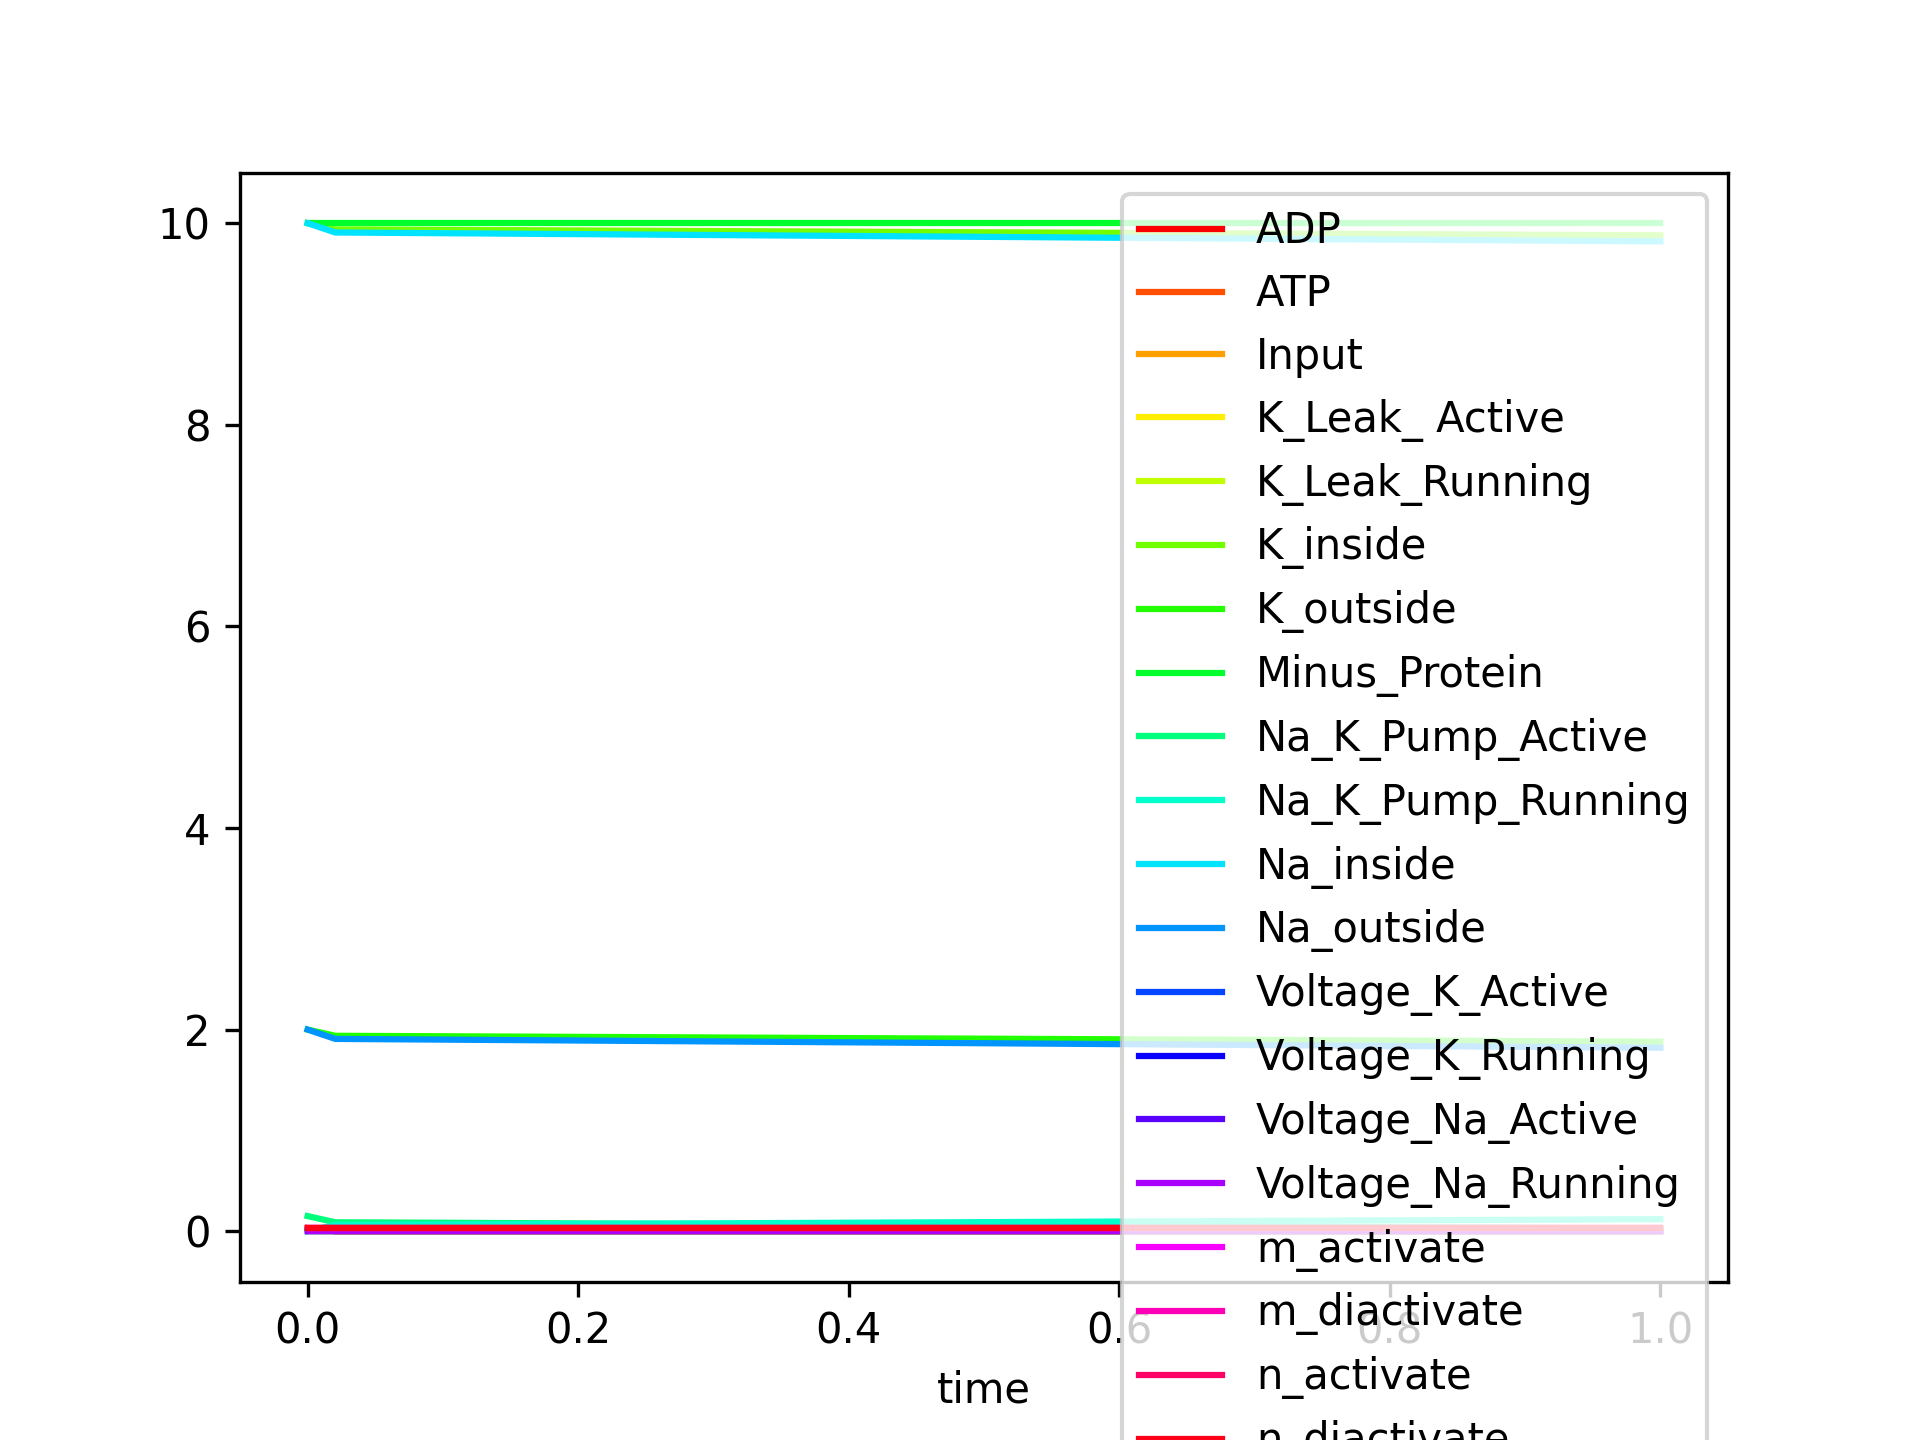 10
8
6
4
2
0
0.0 0.2 0.4 0.6 0.8 1.0
time
ADP
ATP
Input
K_Leak_ Active
K_Leak_Running
K_inside
K_outside
Minus_Protein
Na_K_Pump_Active
Na_K_Pump_Running
Na_inside
Na_outside
Voltage_K_Active
Voltage_K_Running
Voltage_Na_Active
Voltage_Na_Running
m_activate
m_diactivate
n_activate
n_diactivate